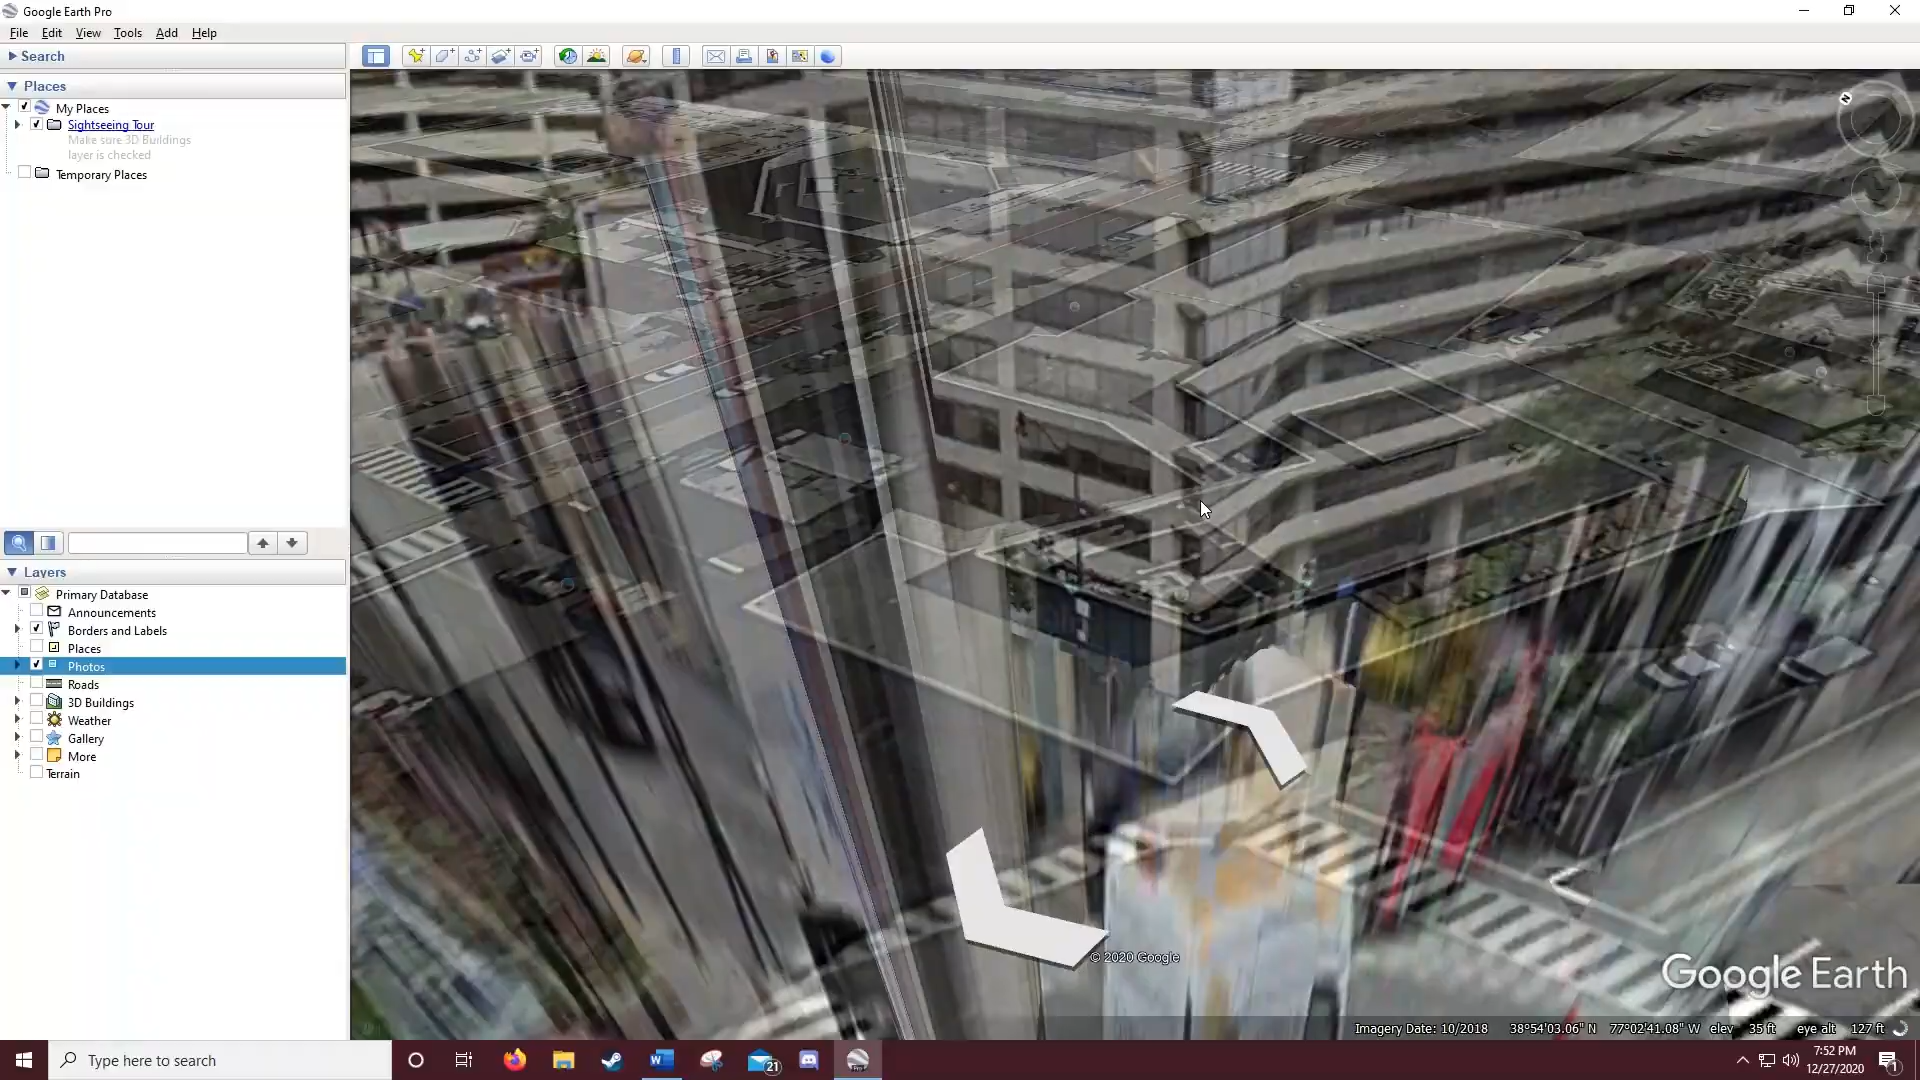 Google Earth Pro
File Edit View Tools Add Help
Search
Places
My Places
Sightseeing Tour
Make sure 3D Buildings
layer is checked
Temporary Places
Layers
Primary Database
Announcements
Borders and Labels
Places
Photos
Roads
3D Buildings
Weather
Gallery
More
Terrain
N
© 2020 Google
Google Earth
Imagery Date: 10/2018 38°54'03.06" N 77°02'41.08" W elev 35 ft eye alt 127 ft
Type here to search
W
21
Pro
7:52 PM
12/27/2020
1